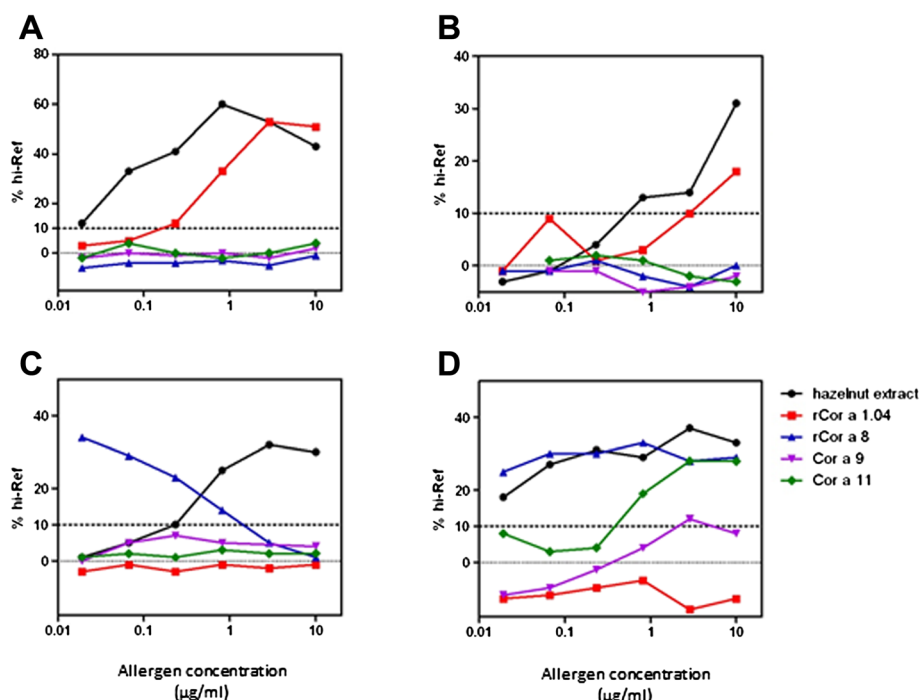 A
B
80
60
40
20
10
0
% hi-Ref
0.01
0.1
1
10
40
30
20
10
0
% hi-Ref
0.01
0.1
1
10
C
D
40
20
10
0
% hi-Ref
0.01
0.1
1
10
Allergen concentration
(µg/ml)
40
20
10
0
% hi-Ref
0.01
0.1
1
10
Allergen concentration
(µg/ml)
hazelnut extract
rCor a 1.04
rCor a 8
Cor a 9
Cor a 11